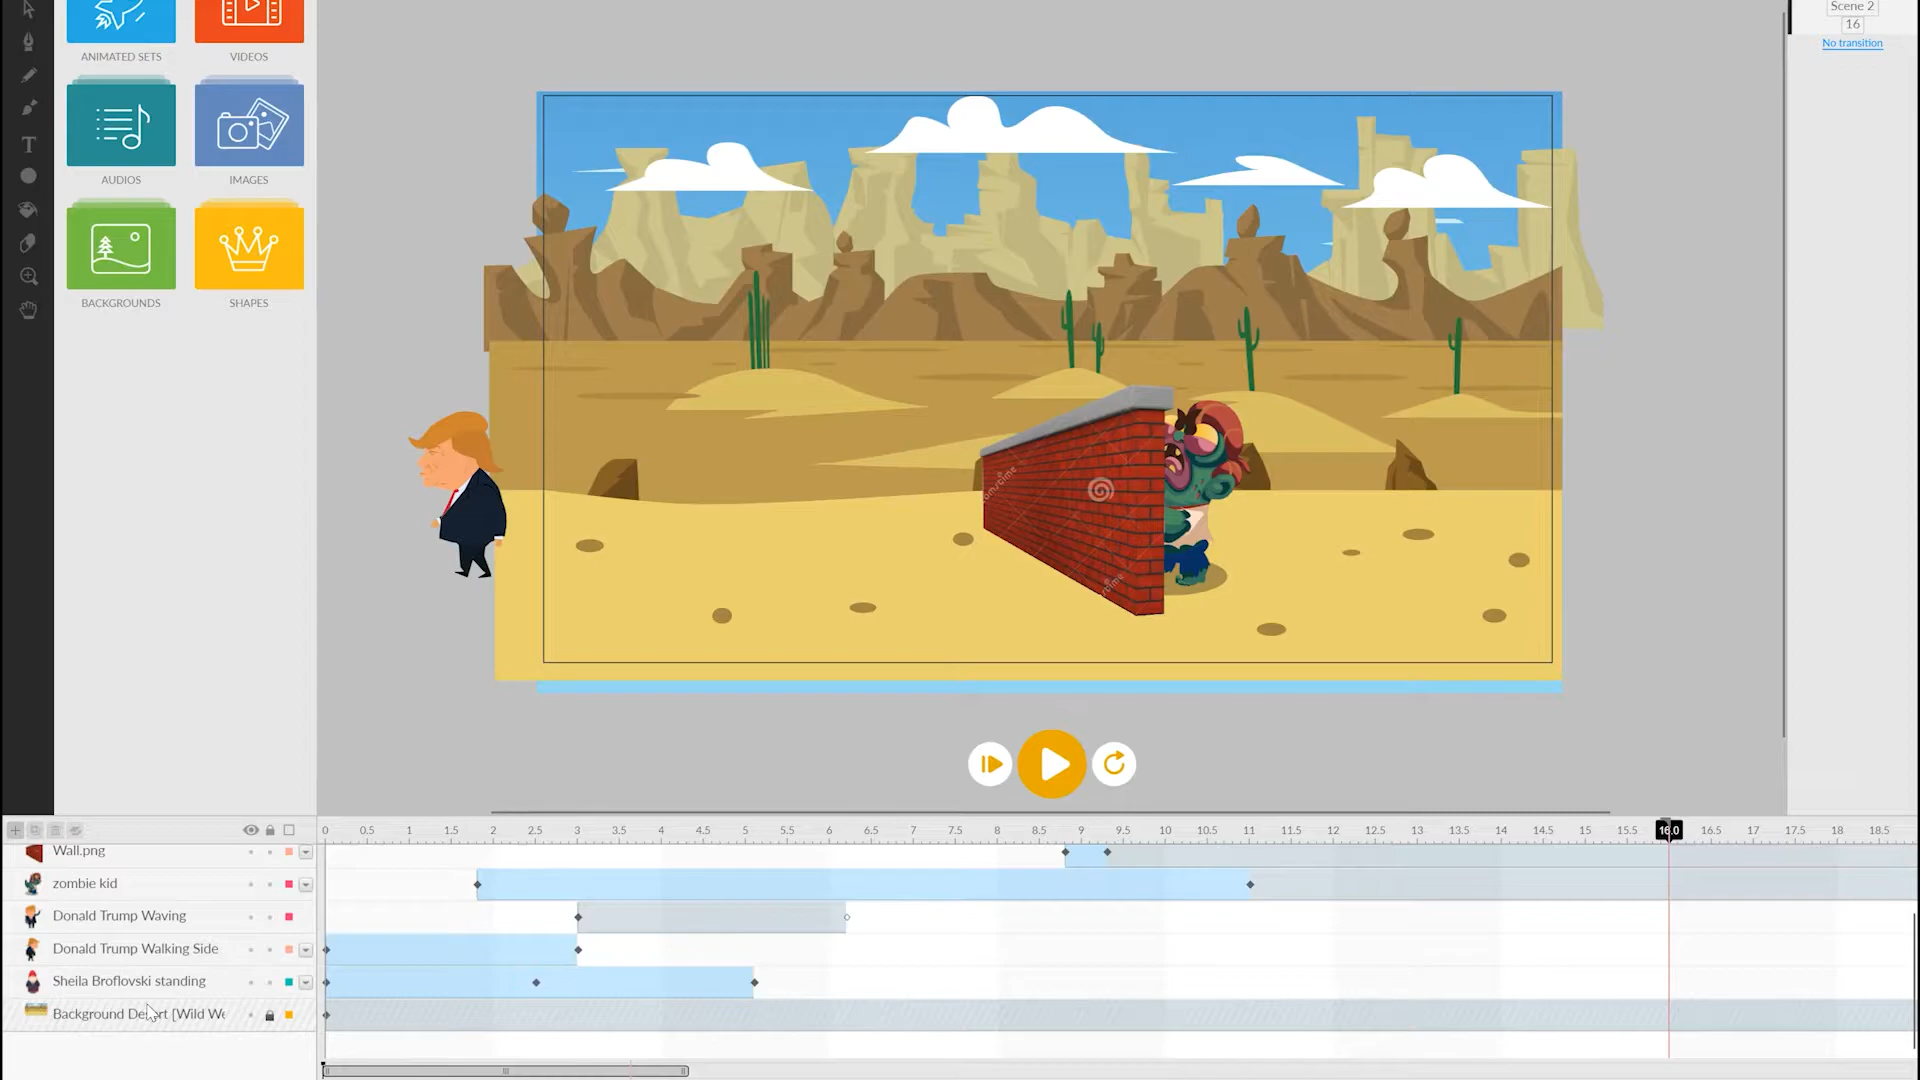 Scene 2
16
No transition
ANIMATED SETS
VIDEOS
AUDIOS
IMAGES
BACKGROUNDS
SHAPES
T
0 0.5 1 1.5 2 2.5 3 3.5 4 4.5 5 5.5 6 6.5 7 7.5 8 8.5 9 9.5 10 10.5 11 11.5 12 12.5 13 13.5 14 14.5 15 15.5 16.0 16.5 17 17.5 18 18.5
Wall.png
zombie kid
Donald Trump Waving
Donald Trump Walking Side
Sheila Broflovski standing
Background [Wild We